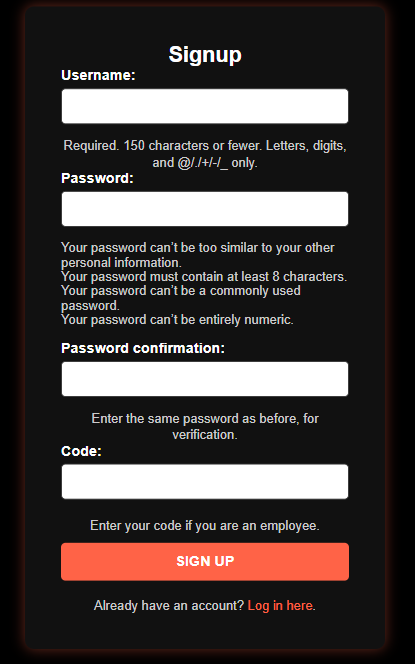 Signup
Username:
Required. 150 characters or fewer. Letters, digits,
and @/./+/-/_ only.
Password:
Your password can’t be too similar to your other
personal information.
Your password must contain at least 8 characters.
Your password can’t be a commonly used
password.
Your password can’t be entirely numeric.
Password confirmation:
Enter the same password as before, for
verification.
Code:
Enter your code if you are an employee.
SIGN UP
Already have an account? Log in here.